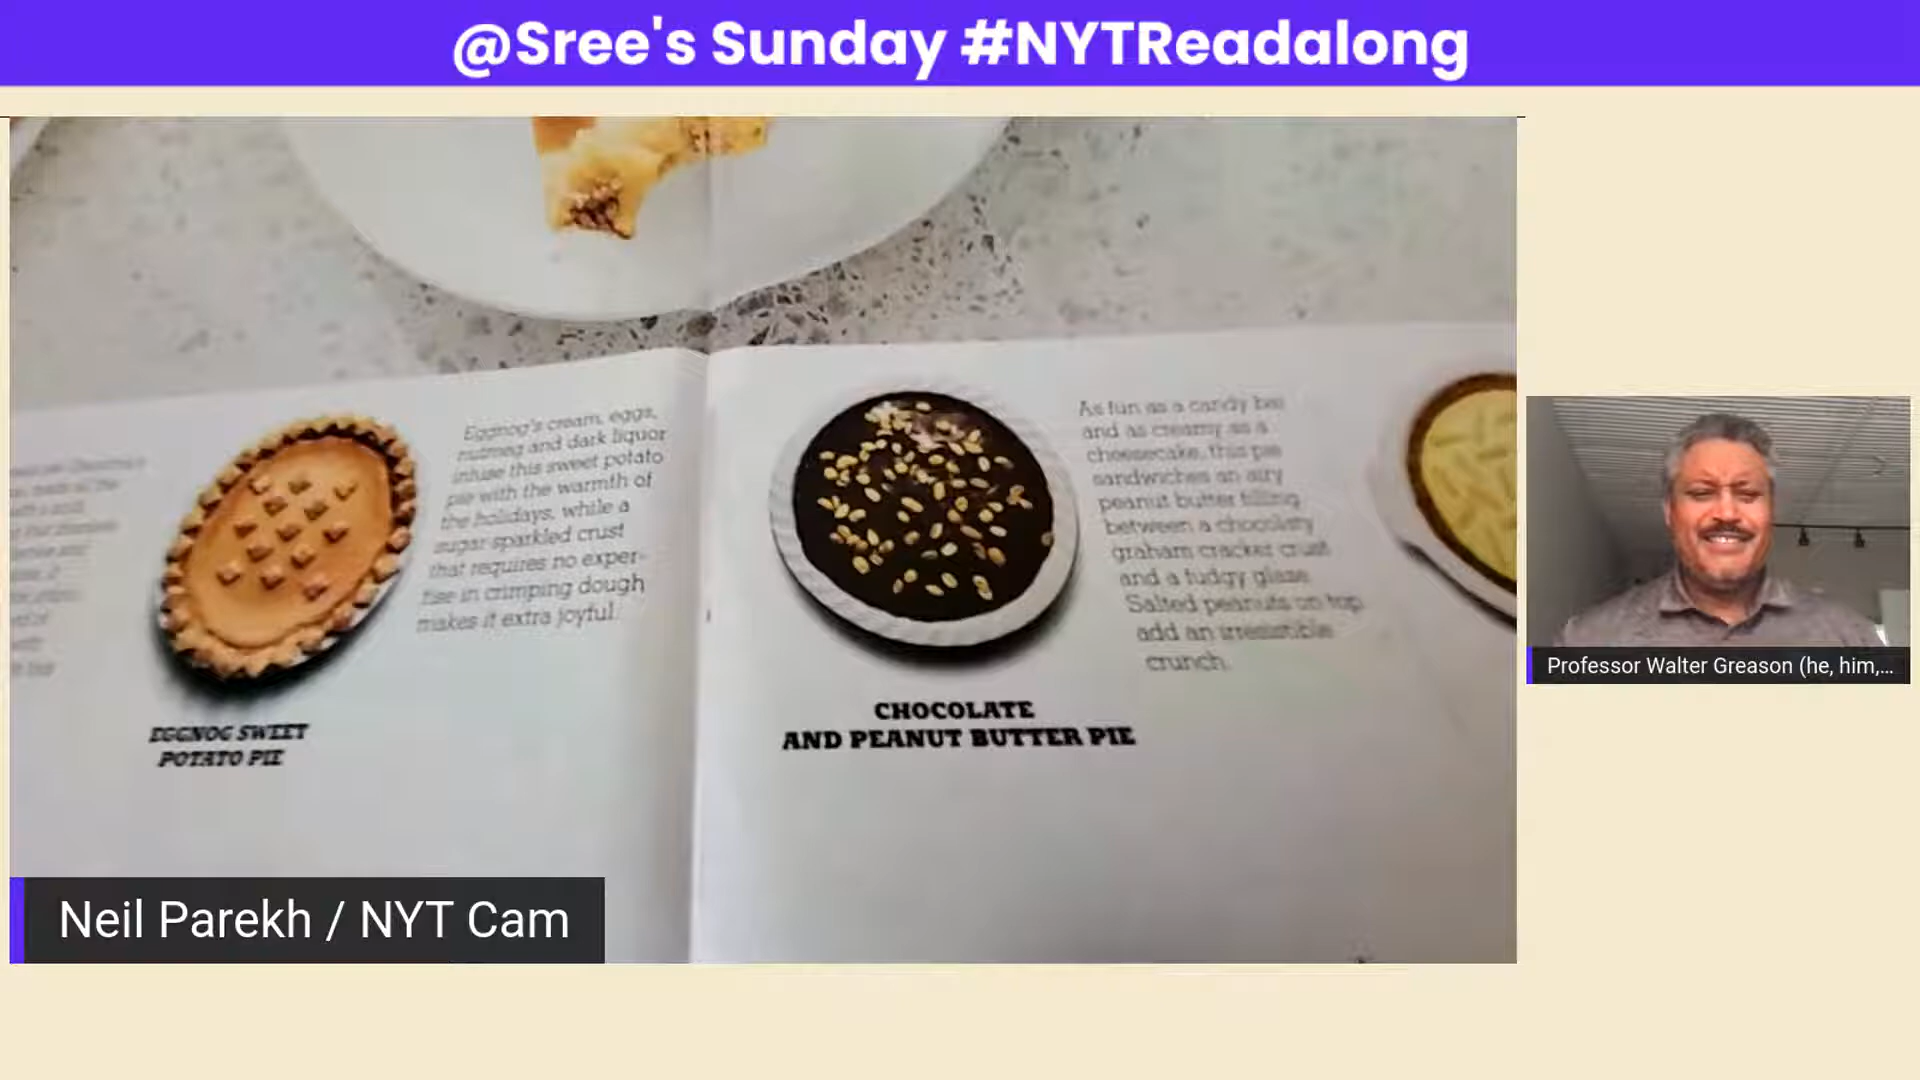 @Sree's Sunday #NYTReadalong
Eggnog's cream, eggs,
nutmeg and dark liquor
infuse this sweet potato
pie with the warmth of
the holidays, while a
sugar-sparkled crust
that requires no exper-
tise in crimping dough
makes it extra joyful.
EGGNOG SWEET
POTATO PIE
As fun as a candy bar
and as creamy as a
cheesecake, this pie
sandwiches an airy
peanut butter filling
between a chocolaty
graham cracker crust
and a fudgy glaze.
Salted peanuts on top
add an irresistible
crunch.
CHOCOLATE
AND PEANUT BUTTER PIE
Neil Parekh / NYT Cam
Professor Walter Greason (he, him,...